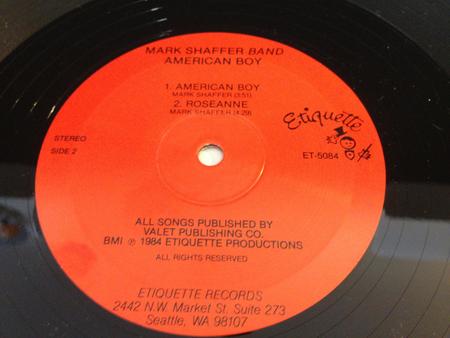 MARK SHAFFER BAND
AMERICAN BOY
1. AMERICAN BOY
MARK SHAFFER (3:51)
2. ROSEANNE
MARK SHAFFER (4:29)
Etiquette
STEREO
SIDE 2
ET-5084
ALL SONGS PUBLISHED BY
VALET PUBLISHING CO.
BMI ℗ 1984 ETIQUETTE PRODUCTIONS
ALL RIGHTS RESERVED
ETIQUETTE RECORDS
2442 N.W. Market St. Suite 273
Seattle, WA 98107